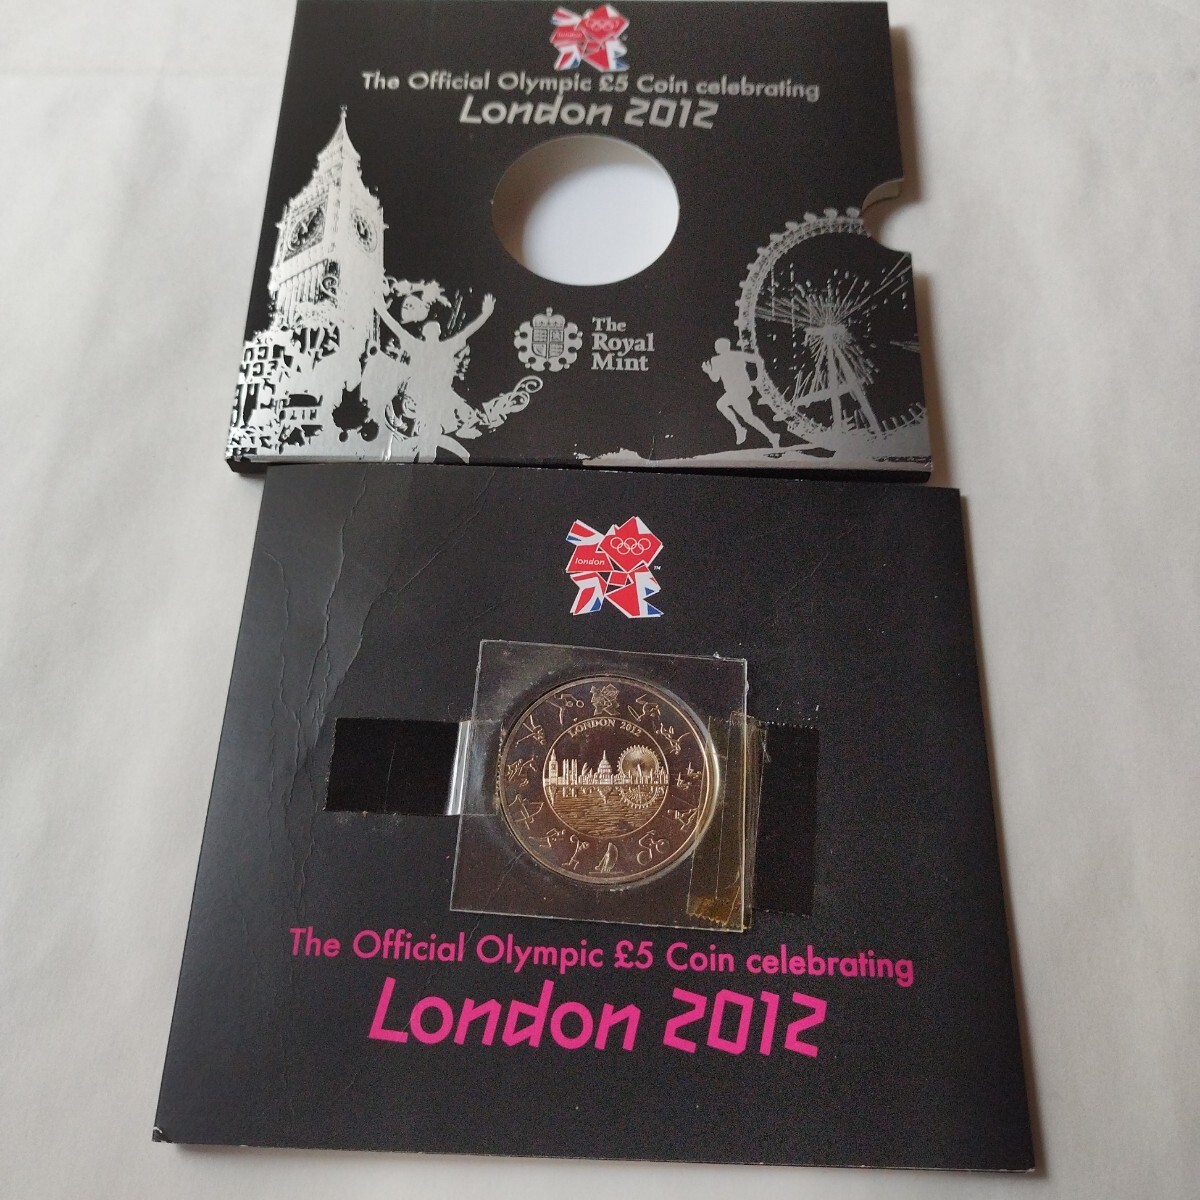 london
The Official Olympic £5 Coin celebrating
London 2012
The
Royal
Mint
london
TM
LONDON 2012
The Official Olympic £5 Coin celebrating
London 2012